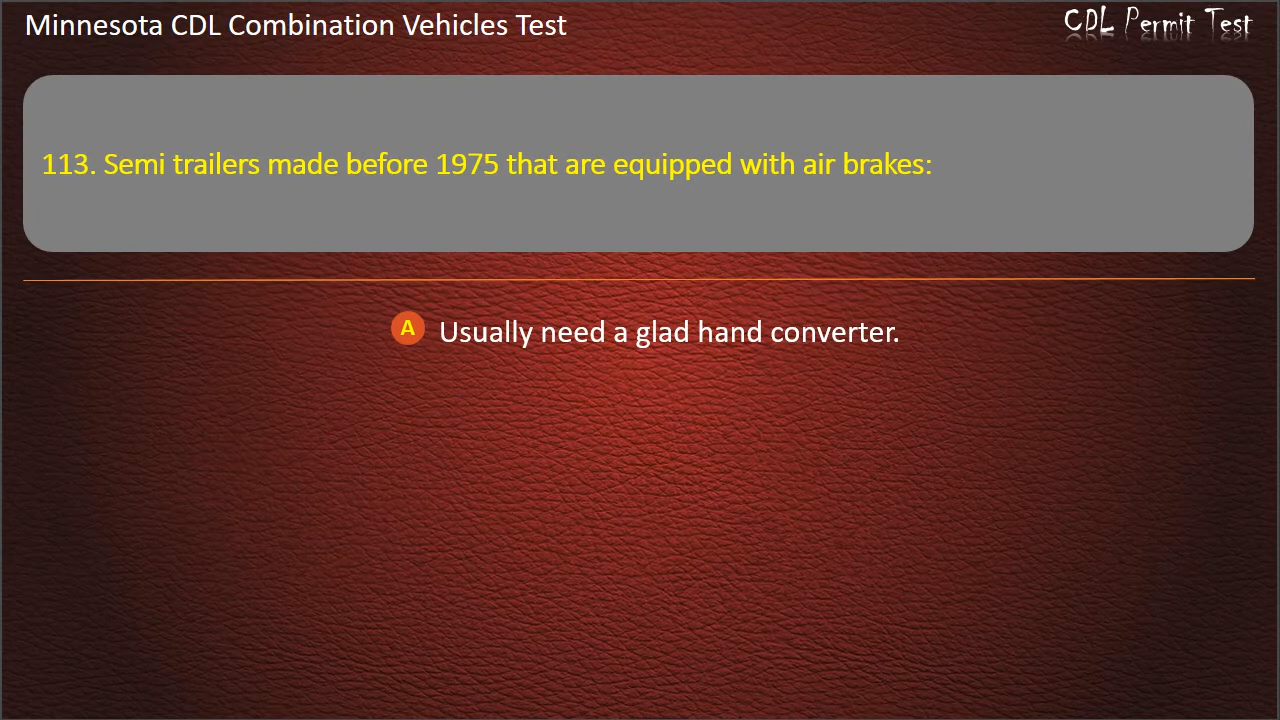 Minnesota CDL Combination Vehicles Test
CDL Permit Test
113. Semi trailers made before 1975 that are equipped with air brakes:
A Usually need a glad hand converter.